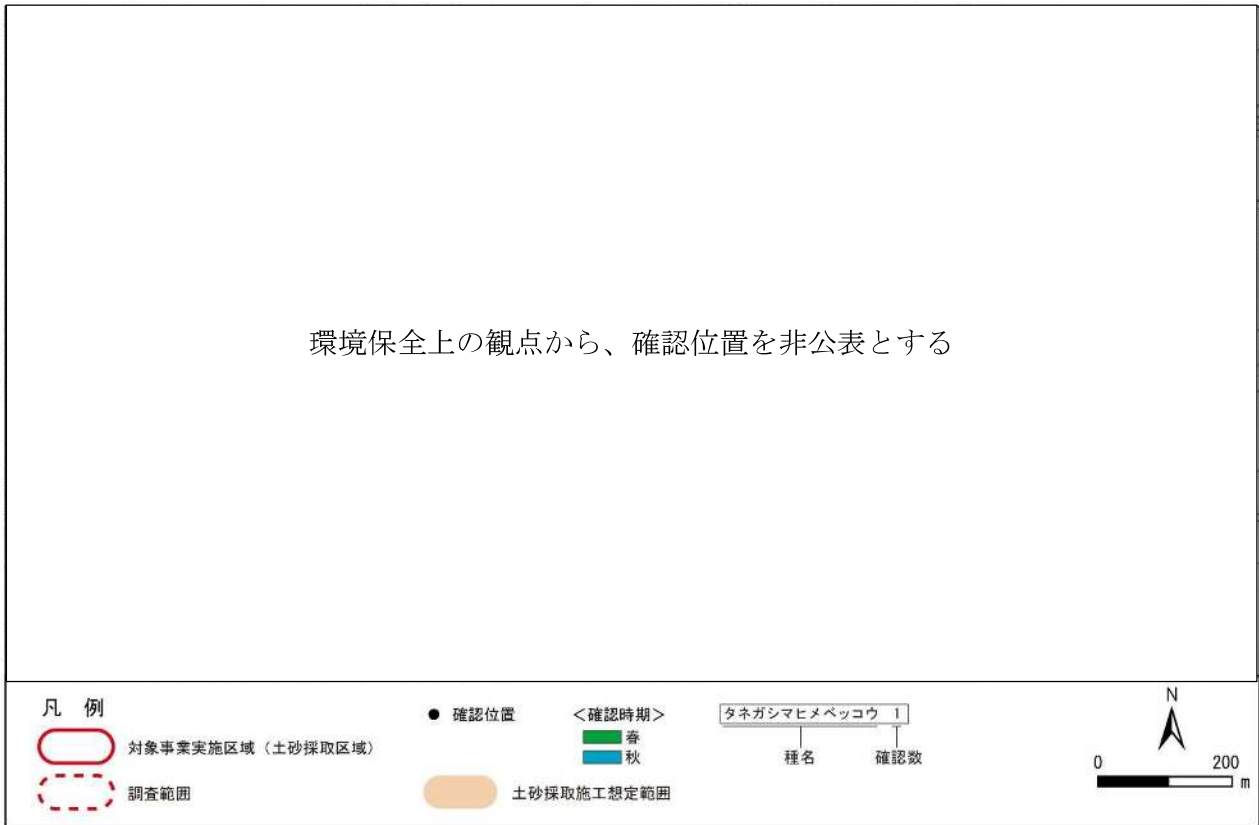 環境保全上の観点から、確認位置を非公表とする
凡 例
対象事業実施区域（土砂採取区域）
調査範囲
● 確認位置
＜確認時期＞
春
秋
土砂採取施工想定範囲
タネガシマヒメベッコウ 1
種名 確認数
N
0 200
m